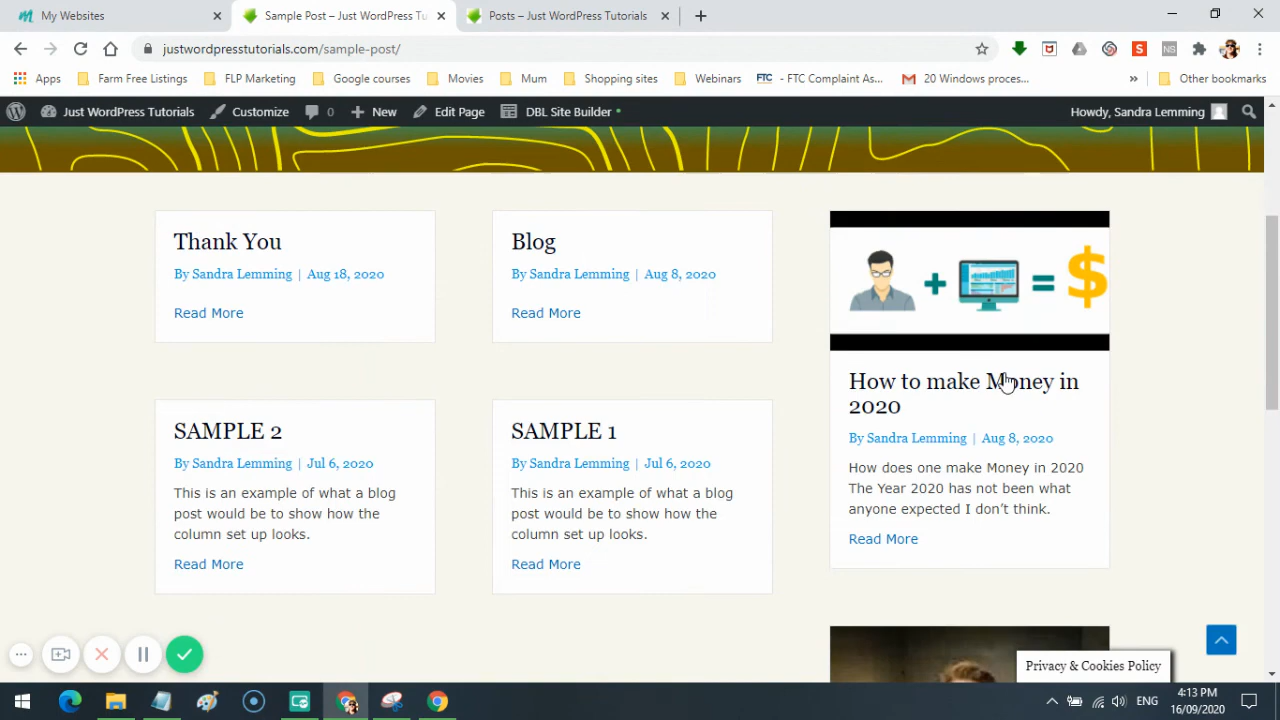 My Websites
Sample Post – Just WordPress Tu
Posts – Just WordPress Tutorials
justwordpresstutorials.com/sample-post/
S
NS
Apps
Farm Free Listings
FLP Marketing
Google courses
Movies
Mum
Shopping sites
Webinars
FTC
- FTC Complaint As...
20 Windows proces...
»
Other bookmarks
Just WordPress Tutorials
Customize
0
New
Edit Page
DBL Site Builder
Howdy, Sandra Lemming
Thank You
By Sandra Lemming | Aug 18, 2020
Read More
Blog
By Sandra Lemming | Aug 8, 2020
Read More
+ = $
How to make Money in
2020
By Sandra Lemming | Aug 8, 2020
How does one make Money in 2020
The Year 2020 has not been what
anyone expected I don't think.
Read More
SAMPLE 2
By Sandra Lemming | Jul 6, 2020
This is an example of what a blog
post would be to show how the
column set up looks.
Read More
SAMPLE 1
By Sandra Lemming | Jul 6, 2020
This is an example of what a blog
post would be to show how the
column set up looks.
Read More
Privacy & Cookies Policy
ENG
4:13 PM
16/09/2020